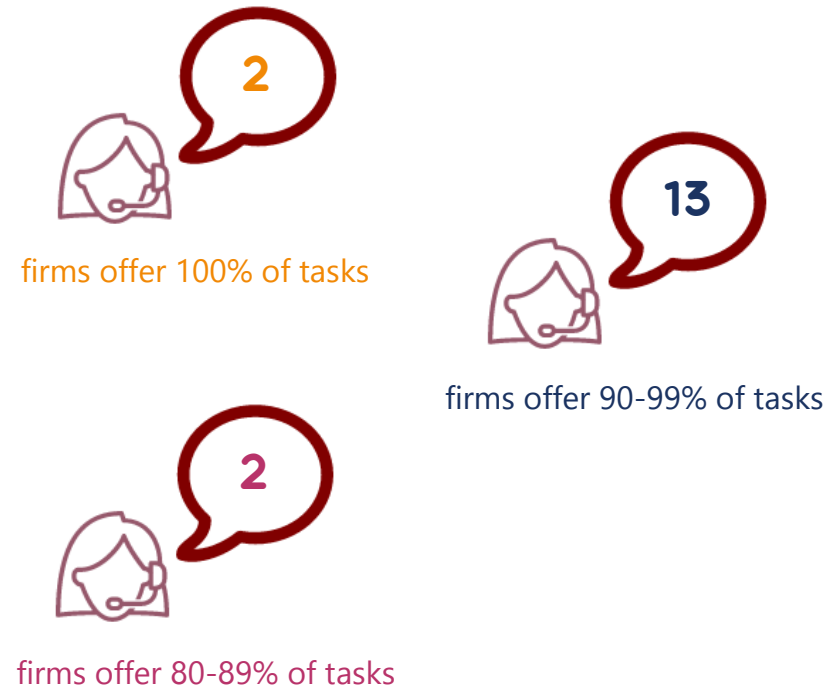 2
firms offer 100% of tasks
13
firms offer 90-99% of tasks
2
firms offer 80-89% of tasks